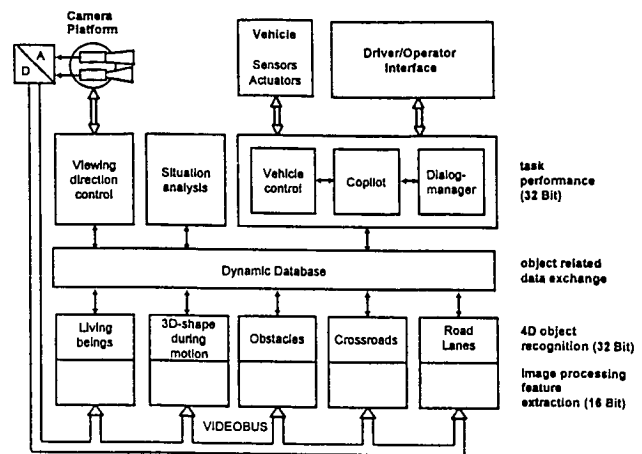 Camera
Platform
A
D
Vehicle
Sensors
Actuators
Driver/Operator
Interface
Viewing
direction
control
Situation
analysis
Vehicle
control
Copilot
Dialog-
manager
task
performance
(32 Bit)
Dynamic Database
object related
data exchange
Living
beings
3D-shape
during
motion
Obstacles
Crossroads
Road
Lanes
4D object
recognition (32 Bit)
Image processing
feature
extraction (16 Bit)
VIDEOBUS